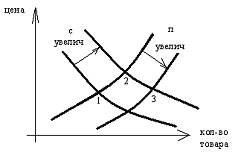 цена
с
п
увелич
увелич
2
1
3
кол-во
товара